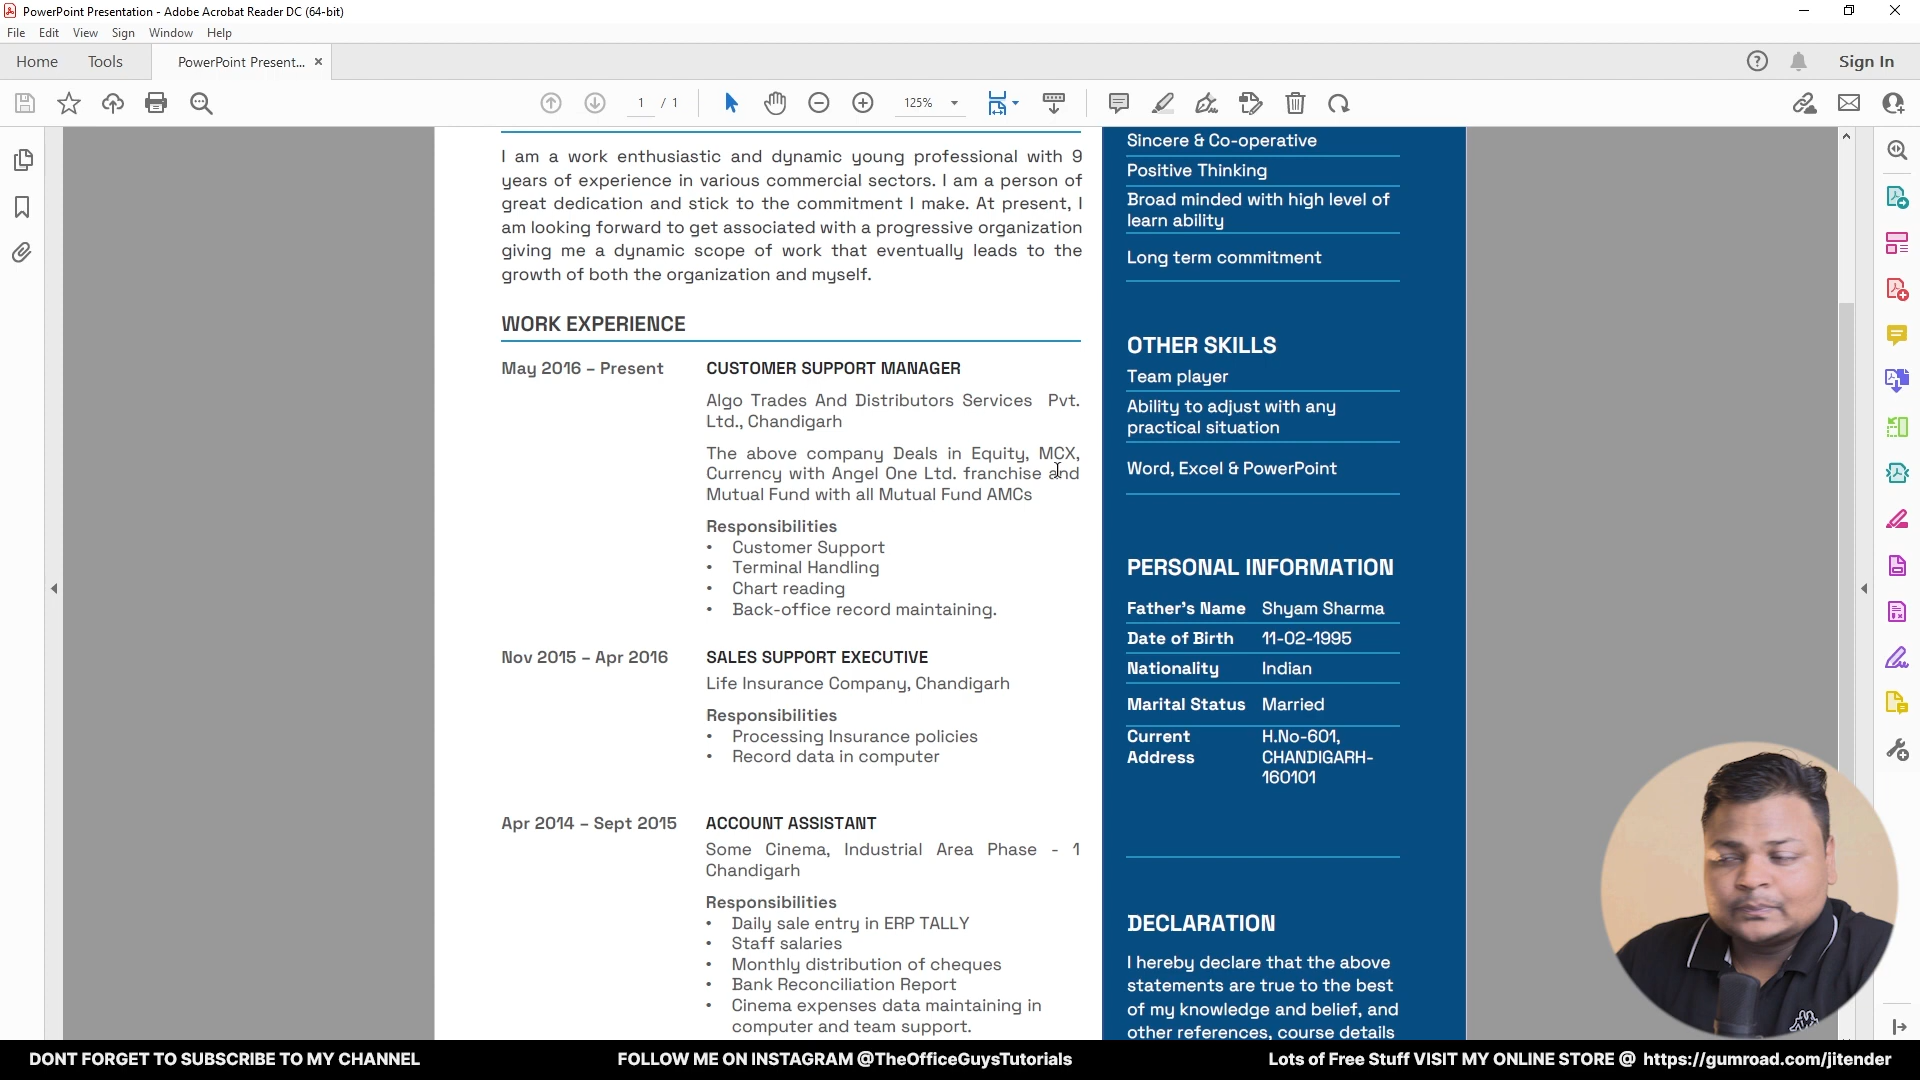 PowerPoint Presentation - Adobe Acrobat Reader DC (64-bit)
File Edit View Sign Window Help
Home Tools PowerPoint Present... × Sign In
1 / 1 125%
I am a work enthusiastic and dynamic young professional with 9
years of experience in various commercial sectors. I am a person of
great dedication and stick to the commitment I make. At present, I
am looking forward to get associated with a progressive organization
giving me a dynamic scope of work that eventually leads to the
growth of both the organization and myself.
WORK EXPERIENCE
May 2016 – Present
CUSTOMER SUPPORT MANAGER
Algo Trades And Distributors Services Pvt.
Ltd., Chandigarh
The above company Deals in Equity, MCX,
Currency with Angel One Ltd. franchise and
Mutual Fund with all Mutual Fund AMCs
Responsibilities
• Customer Support
• Terminal Handling
• Chart reading
• Back-office record maintaining.
Nov 2015 – Apr 2016
SALES SUPPORT EXECUTIVE
Life Insurance Company, Chandigarh
Responsibilities
• Processing Insurance policies
• Record data in computer
Apr 2014 – Sept 2015
ACCOUNT ASSISTANT
Some Cinema, Industrial Area Phase - 1
Chandigarh
Responsibilities
• Daily sale entry in ERP TALLY
• Staff salaries
• Monthly distribution of cheques
• Bank Reconciliation Report
• Cinema expenses data maintaining in
computer and team support.
Sincere & Co-operative
Positive Thinking
Broad minded with high level of
learn ability
Long term commitment
OTHER SKILLS
Team player
Ability to adjust with any
practical situation
Word, Excel & PowerPoint
PERSONAL INFORMATION
Father's Name Shyam Sharma
Date of Birth 11-02-1995
Nationality Indian
Marital Status Married
Current H.No-601,
Address CHANDIGARH-
160101
DECLARATION
I hereby declare that the above
statements are true to the best
of my knowledge and belief, and
other references, course details
DONT FORGET TO SUBSCRIBE TO MY CHANNEL
FOLLOW ME ON INSTAGRAM @TheOfficeGuysTutorials
Lots of Free Stuff VISIT MY ONLINE STORE @ https://gumroad.com/jitender